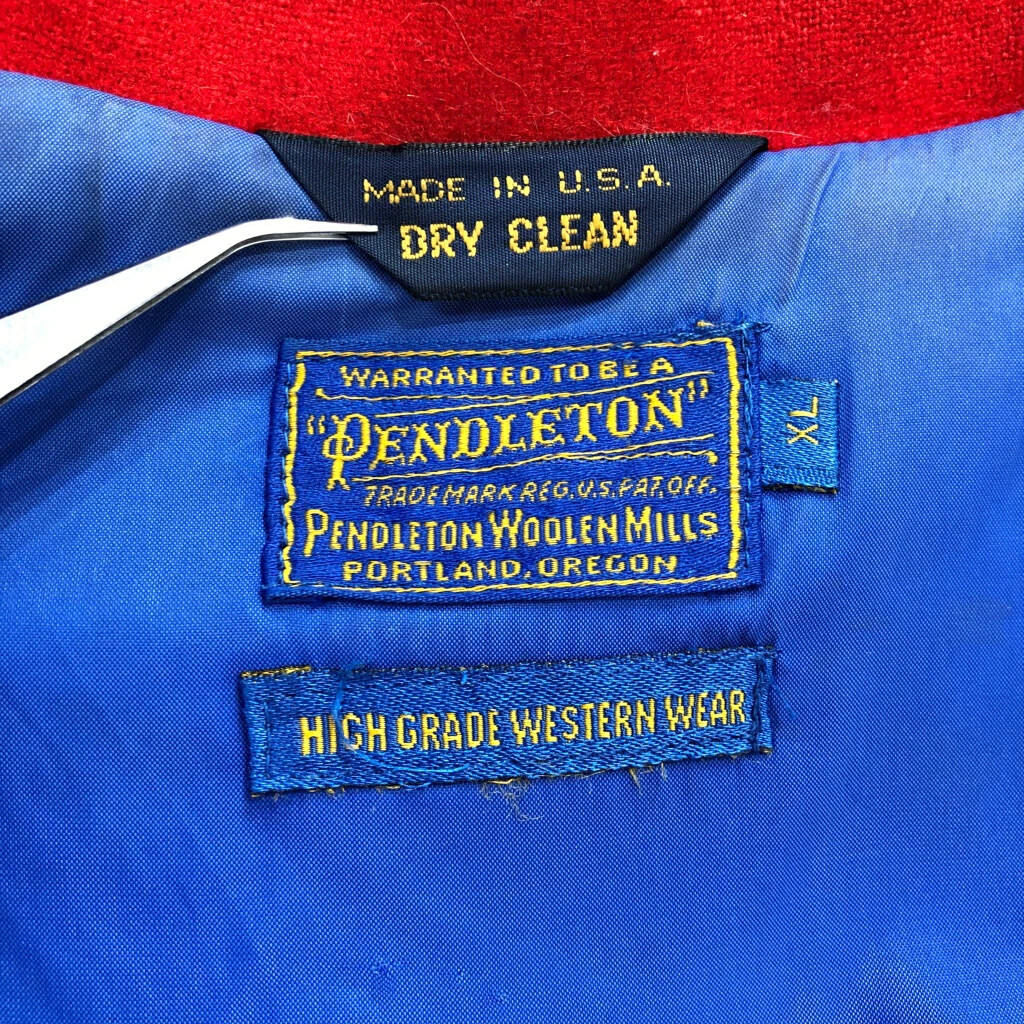 MADE IN U.S.A.
DRY CLEAN
WARRANTED TO BE A
"PENDLETON"
TRADE MARK REG. U.S. PAT. OFF.
PENDLETON WOOLEN MILLS
PORTLAND, OREGON
XL
HIGH GRADE WESTERN WEAR